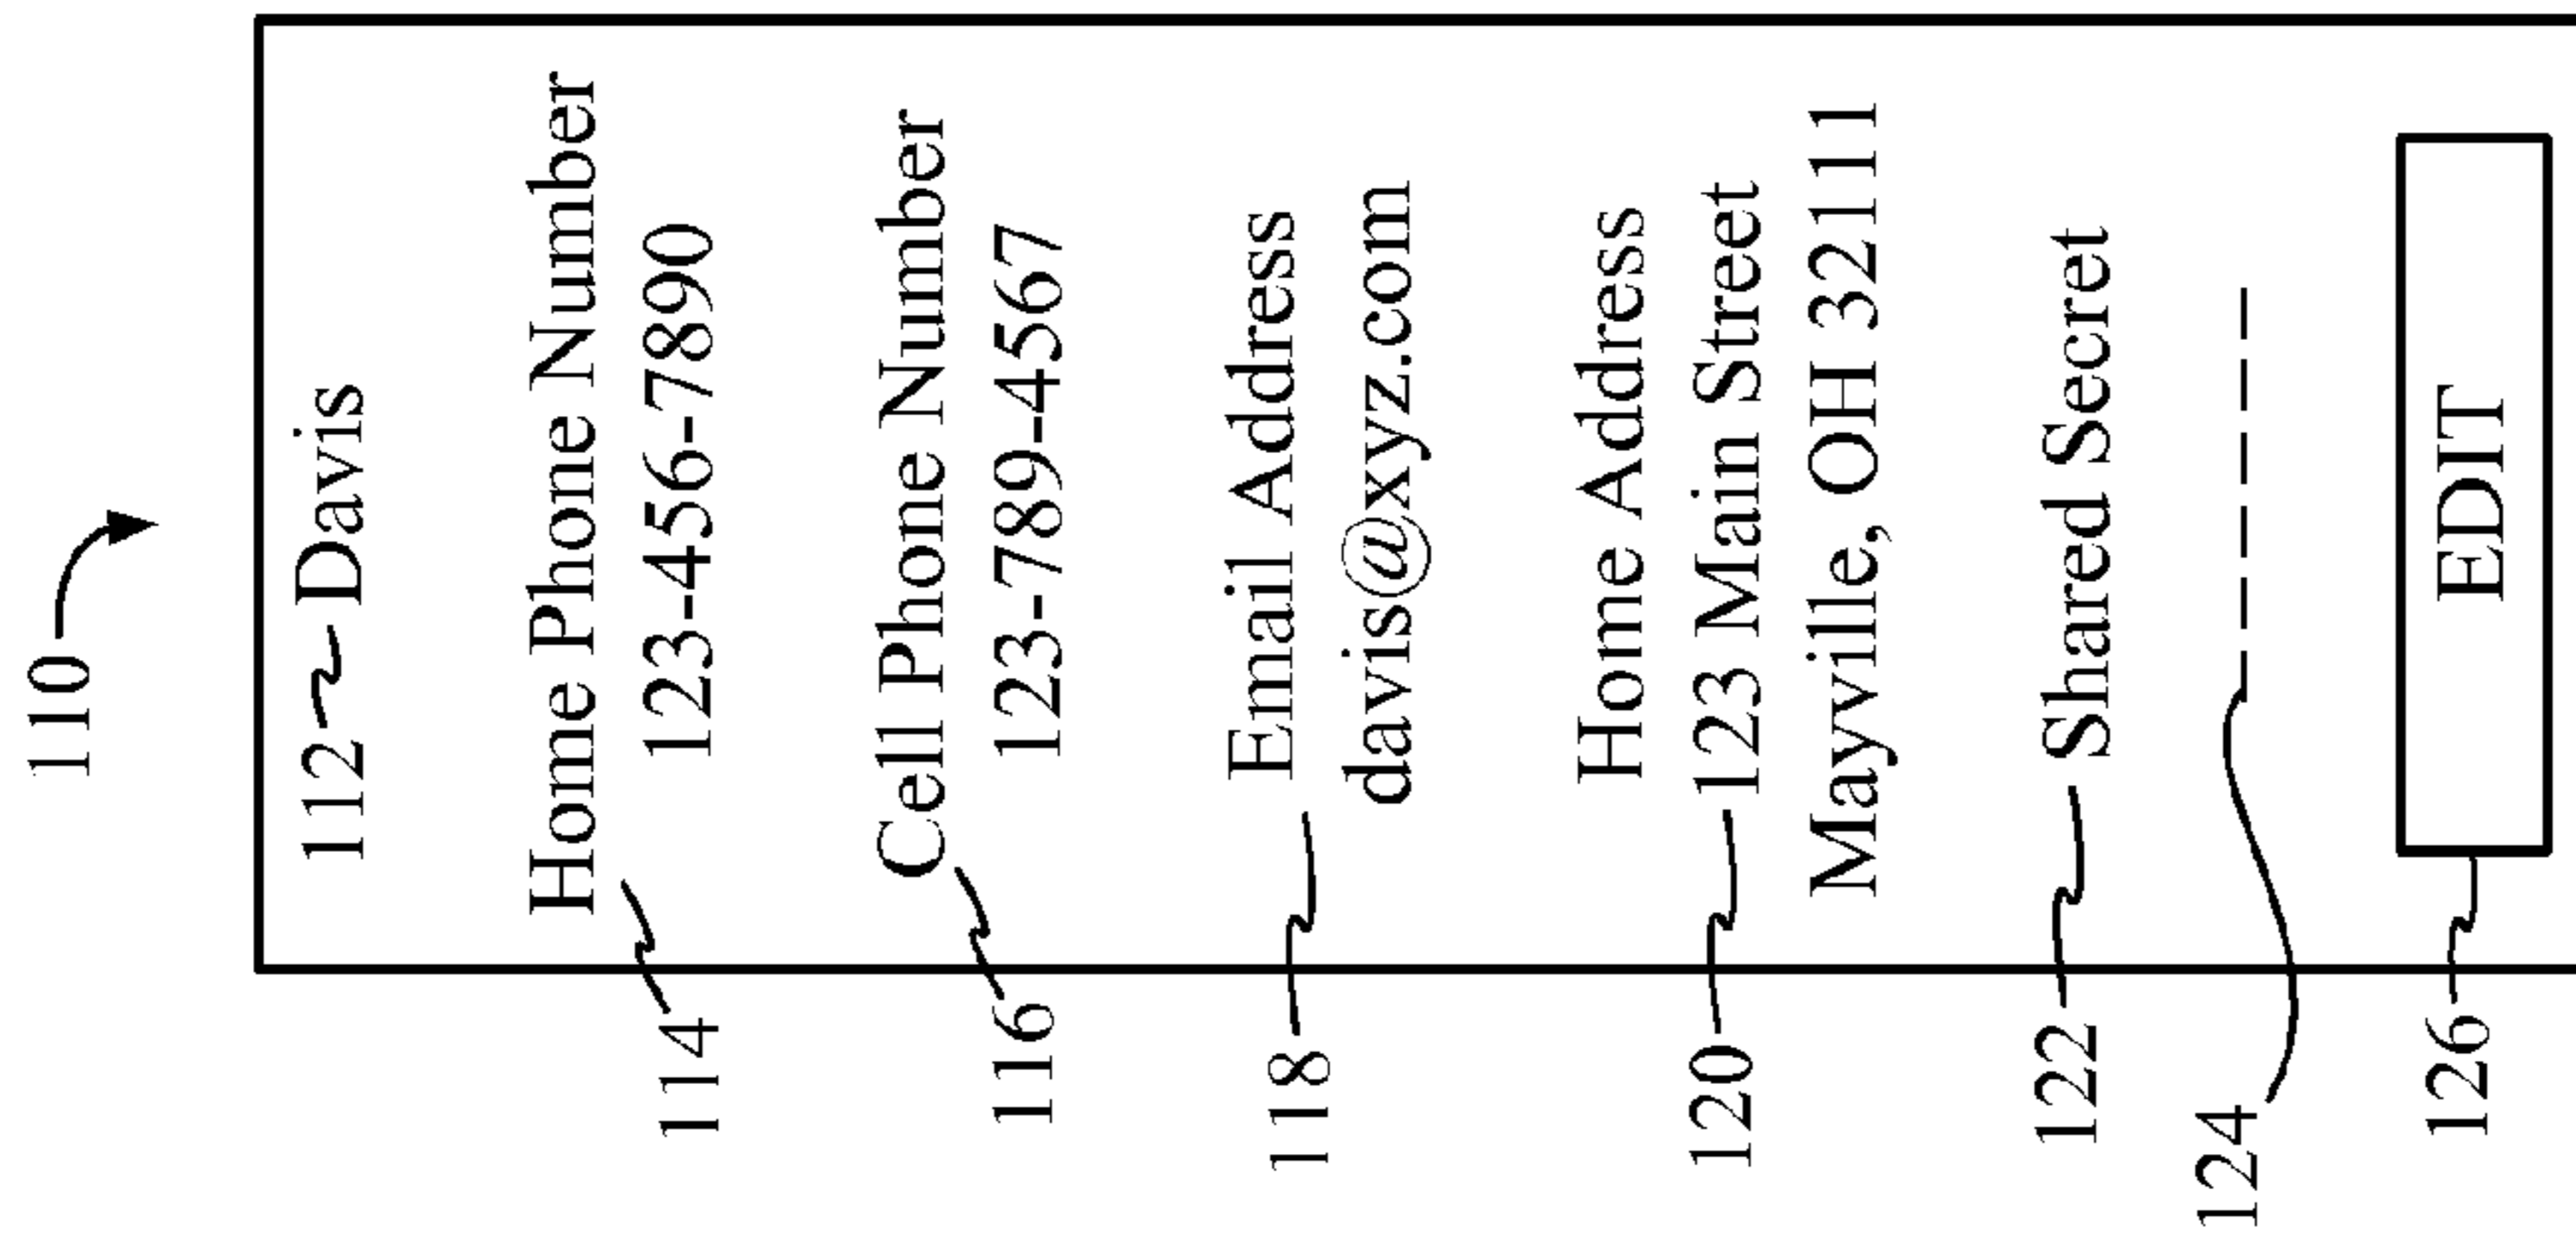 110
112 Davis
Home Phone Number
114
123-456-7890
Cell Phone Number
116
123-789-4567
118
Email Address
davis@xyz.com
Home Address
120 123 Main Street
Mayville, OH 32111
122 Shared Secret
124
126 EDIT